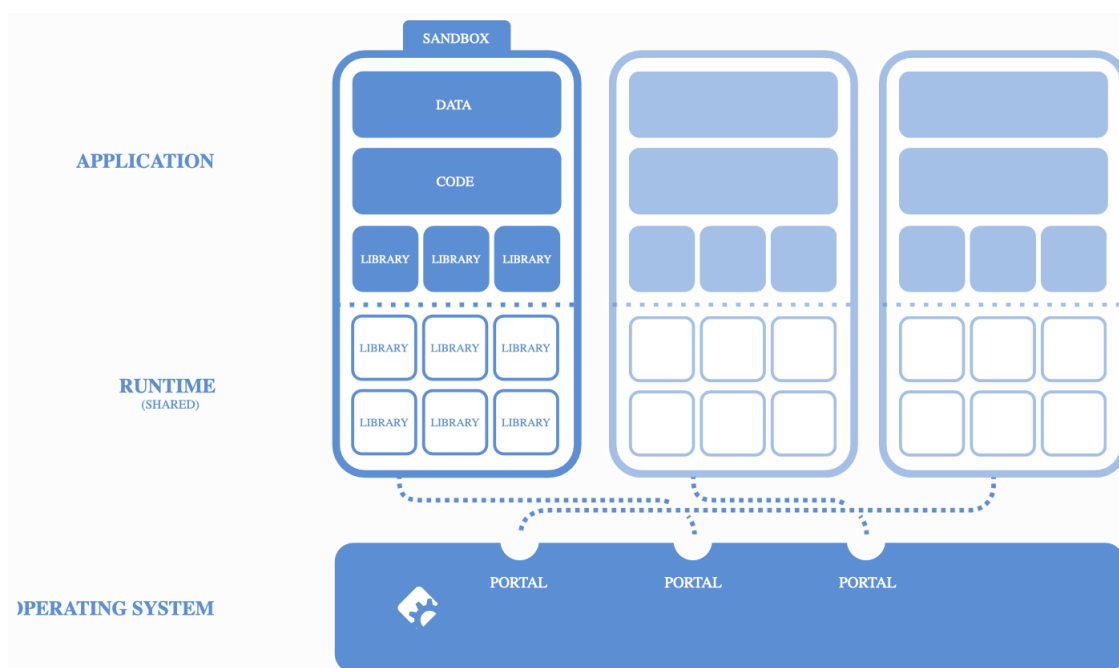 SANDBOX
DATA
APPLICATION
CODE
LIBRARY LIBRARY LIBRARY
LIBRARY LIBRARY LIBRARY
RUNTIME
(SHARED)
LIBRARY LIBRARY LIBRARY
PORTAL PORTAL PORTAL
OPERATING SYSTEM